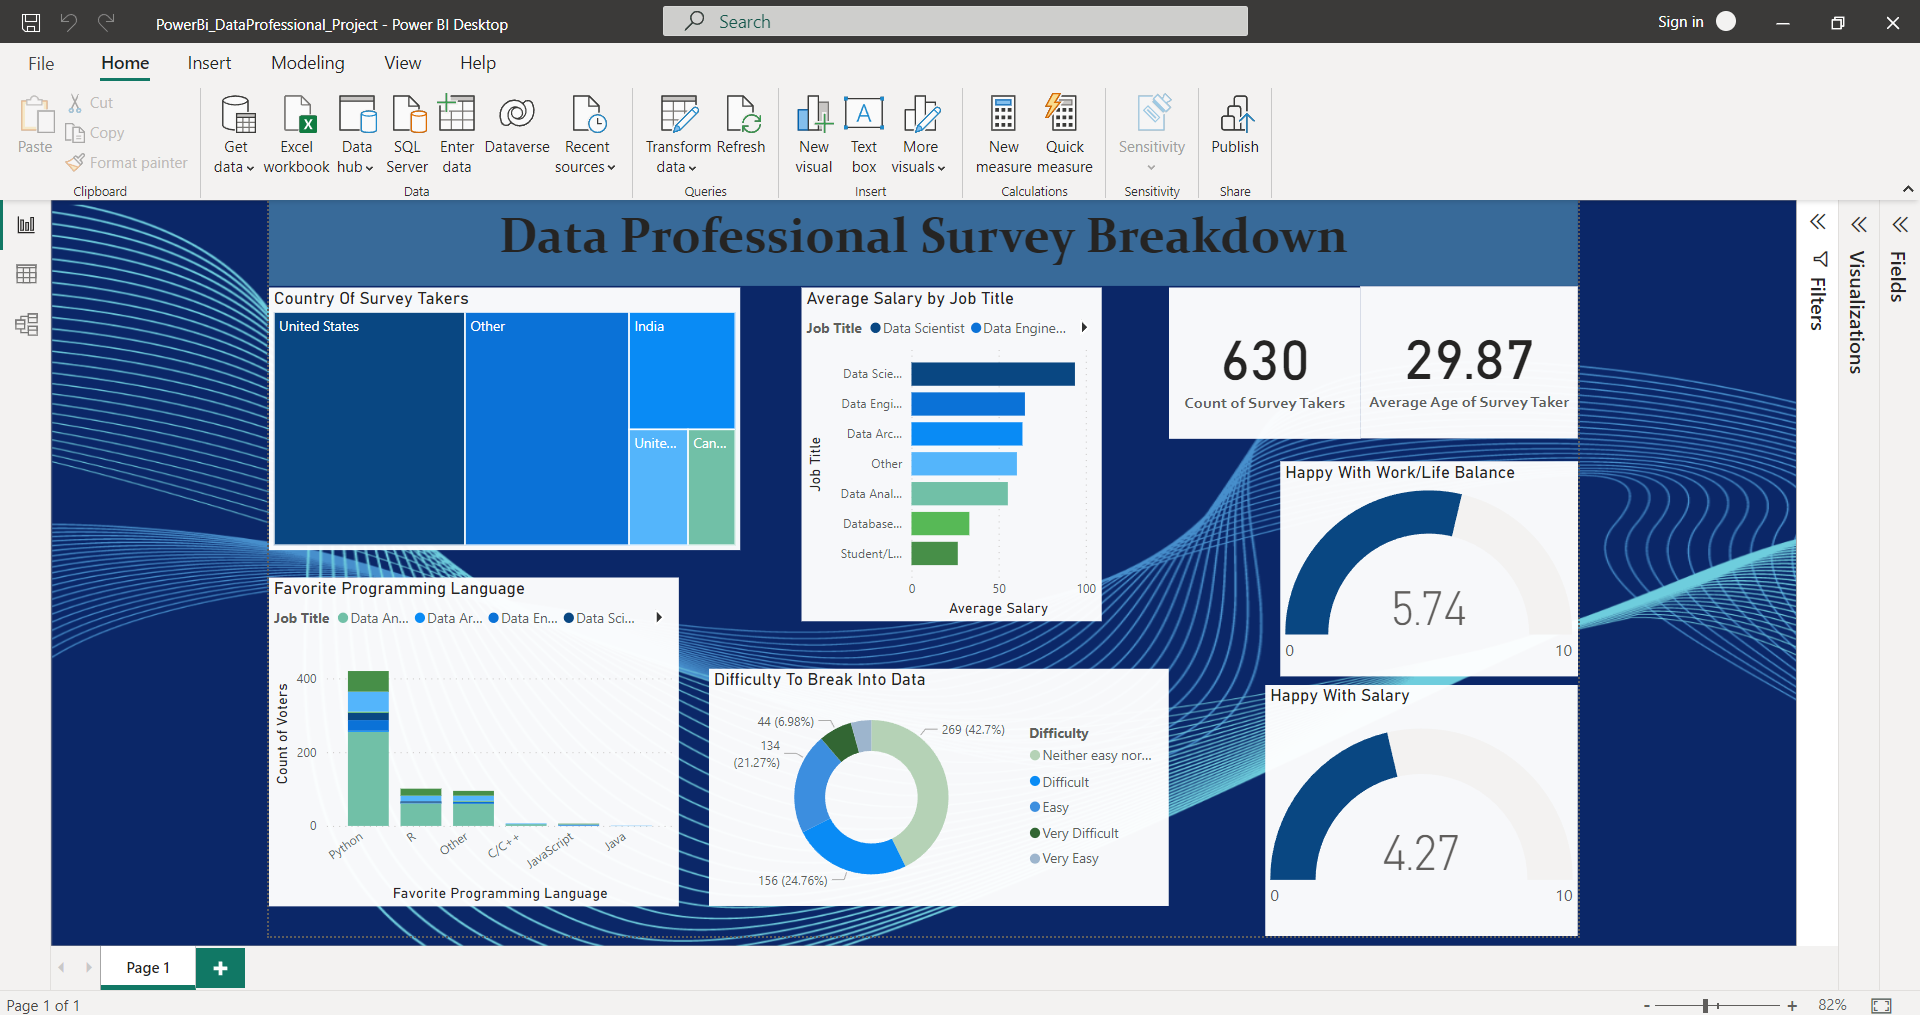 PowerBi_DataProfessional_Project - Power BI Desktop
Search
Sign in
File
Home
Insert
Modeling
View
Help
Paste
Cut
Copy
Format painter
Clipboard
Get data
Excel workbook
Data hub
SQL Server
Enter data
Dataverse
Recent sources
Data
Transform data
Refresh
Queries
New visual
Text box
More visuals
Insert
New measure
Quick measure
Calculations
Sensitivity
Sensitivity
Publish
Share
Data Professional Survey Breakdown
Country Of Survey Takers
United States
Other
India
Unite...
Can...
Average Salary by Job Title
Job Title Data Scientist Data Engine...
Job Title
Data Scie...
Data Engi...
Data Arc...
Other
Data Anal...
Database...
Student/L...
0 50 100
Average Salary
630
Count of Survey Takers
29.87
Average Age of Survey Taker
Happy With Work/Life Balance
5.74
0 10
Happy With Salary
4.27
0 10
Favorite Programming Language
Job Title Data An... Data Ar... Data En... Data Sci...
Count of Voters
400
200
0
Python
R
Other
C/C++
JavaScript
Java
Favorite Programming Language
Difficulty To Break Into Data
44 (6.98%)
134
(21.27%)
269 (42.7%)
156 (24.76%)
Difficulty
Neither easy nor...
Difficult
Easy
Very Difficult
Very Easy
Filters
Visualizations
Fields
Page 1
Page 1 of 1
- + 82%